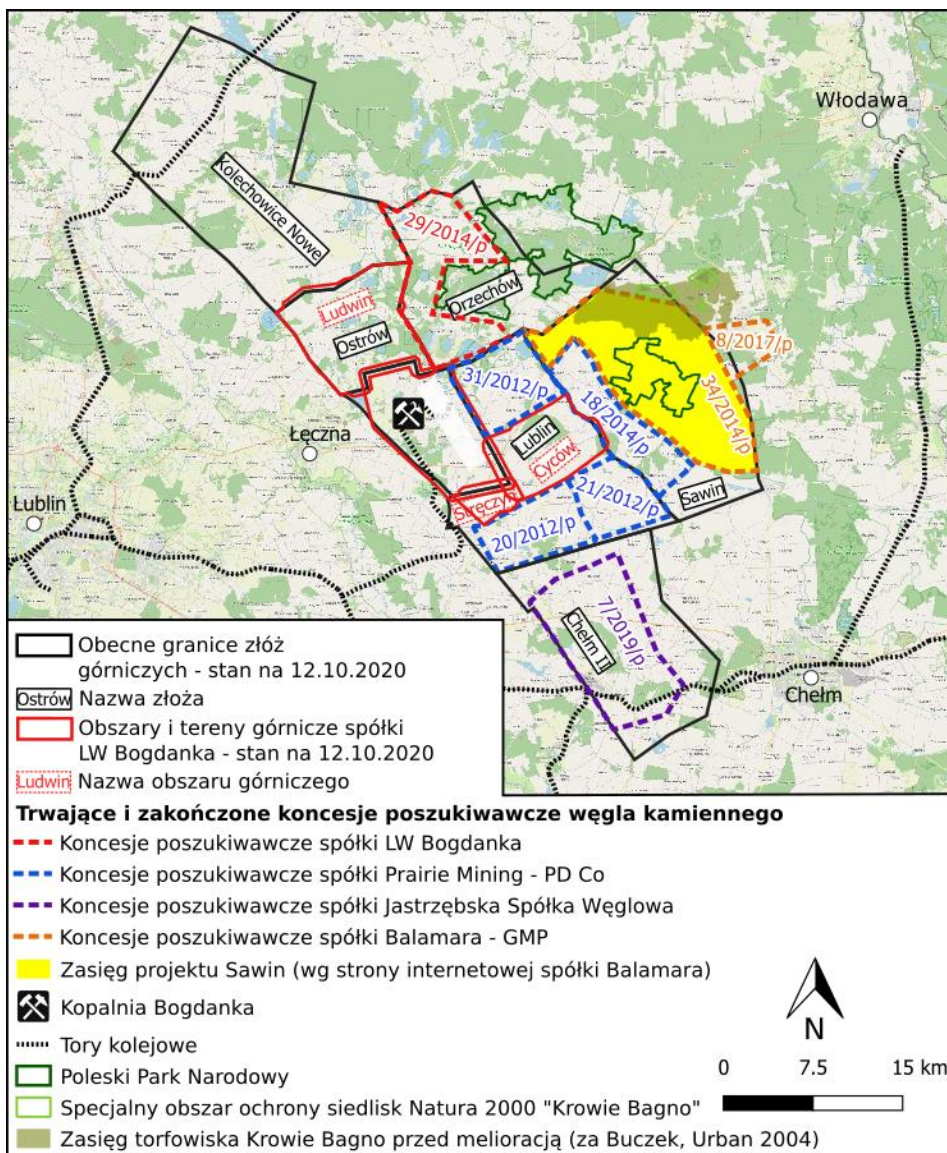 Włodawa
Kolechowice Nowe
29/2014/p
Orzechów
Ludwin
Ostrów
8/2017/p
31/2012/p
18/2014/p
34/2014/p
Łęczna
Lublin
Cyców
Lublin
Stręczyn
21/2012/p
Sawin
20/2012/p
7/2019/p
Chełm II
Chełm
Obecne granice złóż
górniczych - stan na 12.10.2020
Ostrów Nazwa złoża
Obszary i tereny górnicze spółki
LW Bogdanka - stan na 12.10.2020
Ludwin Nazwa obszaru górniczego
Trwające i zakończone koncesje poszukiwawcze węgla kamiennego
Koncesje poszukiwawcze spółki LW Bogdanka
Koncesje poszukiwawcze spółki Prairie Mining - PD Co
Koncesje poszukiwawcze spółki Jastrzębska Spółka Węglowa
Koncesje poszukiwawcze spółki Balamara - GMP
Zasięg projektu Sawin (wg strony internetowej spółki Balamara)
Kopalnia Bogdanka
Tory kolejowe
N
Poleski Park Narodowy
0 7.5 15 km
Specjalny obszar ochrony siedlisk Natura 2000 "Krowie Bagno"
Zasięg torfowiska Krowie Bagno przed melioracją (za Buczek, Urban 2004)